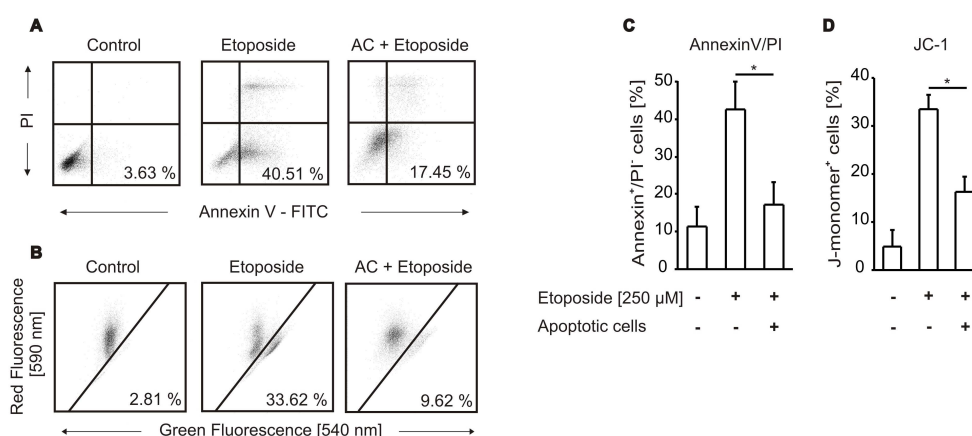 A
Control Etoposide AC + Etoposide
PI
3.63 % 40.51 % 17.45 %
Annexin V - FITC
B
Control Etoposide AC + Etoposide
Red Fluorescence
[590 nm]
2.81 % 33.62 % 9.62 %
Green Fluorescence [540 nm]
C
AnnexinV/PI
Annexin⁺/PI⁻ cells [%]
50
40
30
20
10
0
*
D
JC-1
J-monomer⁺ cells [%]
40
30
20
10
0
*
Etoposide [250 µM] - + + - + +
Apoptotic cells - - + - - +